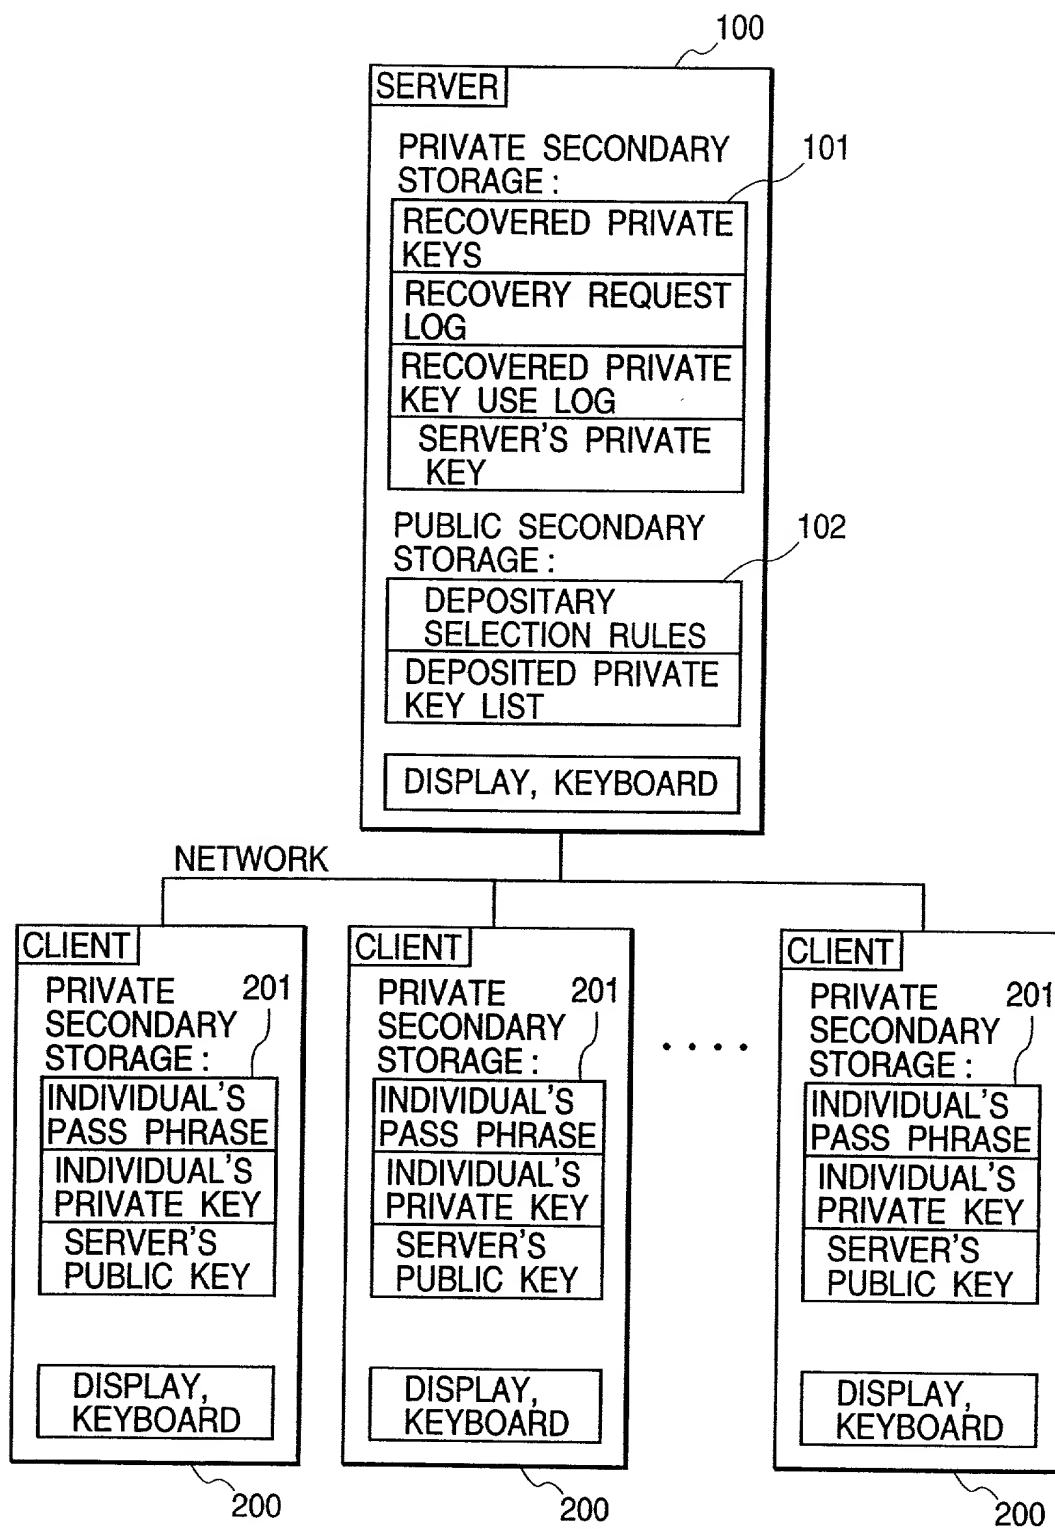 100
SERVER
PRIVATE SECONDARY
STORAGE :
101
RECOVERED PRIVATE
KEYS
RECOVERY REQUEST
LOG
RECOVERED PRIVATE
KEY USE LOG
SERVER'S PRIVATE
KEY
PUBLIC SECONDARY
STORAGE :
102
DEPOSITARY
SELECTION RULES
DEPOSITED PRIVATE
KEY LIST
DISPLAY, KEYBOARD
NETWORK
CLIENT
PRIVATE
SECONDARY
STORAGE :
201
INDIVIDUAL'S
PASS PHRASE
INDIVIDUAL'S
PRIVATE KEY
SERVER'S
PUBLIC KEY
DISPLAY,
KEYBOARD
200
CLIENT
PRIVATE
SECONDARY
STORAGE :
201
INDIVIDUAL'S
PASS PHRASE
INDIVIDUAL'S
PRIVATE KEY
SERVER'S
PUBLIC KEY
DISPLAY,
KEYBOARD
200
. . . .
CLIENT
PRIVATE
SECONDARY
STORAGE :
201
INDIVIDUAL'S
PASS PHRASE
INDIVIDUAL'S
PRIVATE KEY
SERVER'S
PUBLIC KEY
DISPLAY,
KEYBOARD
200